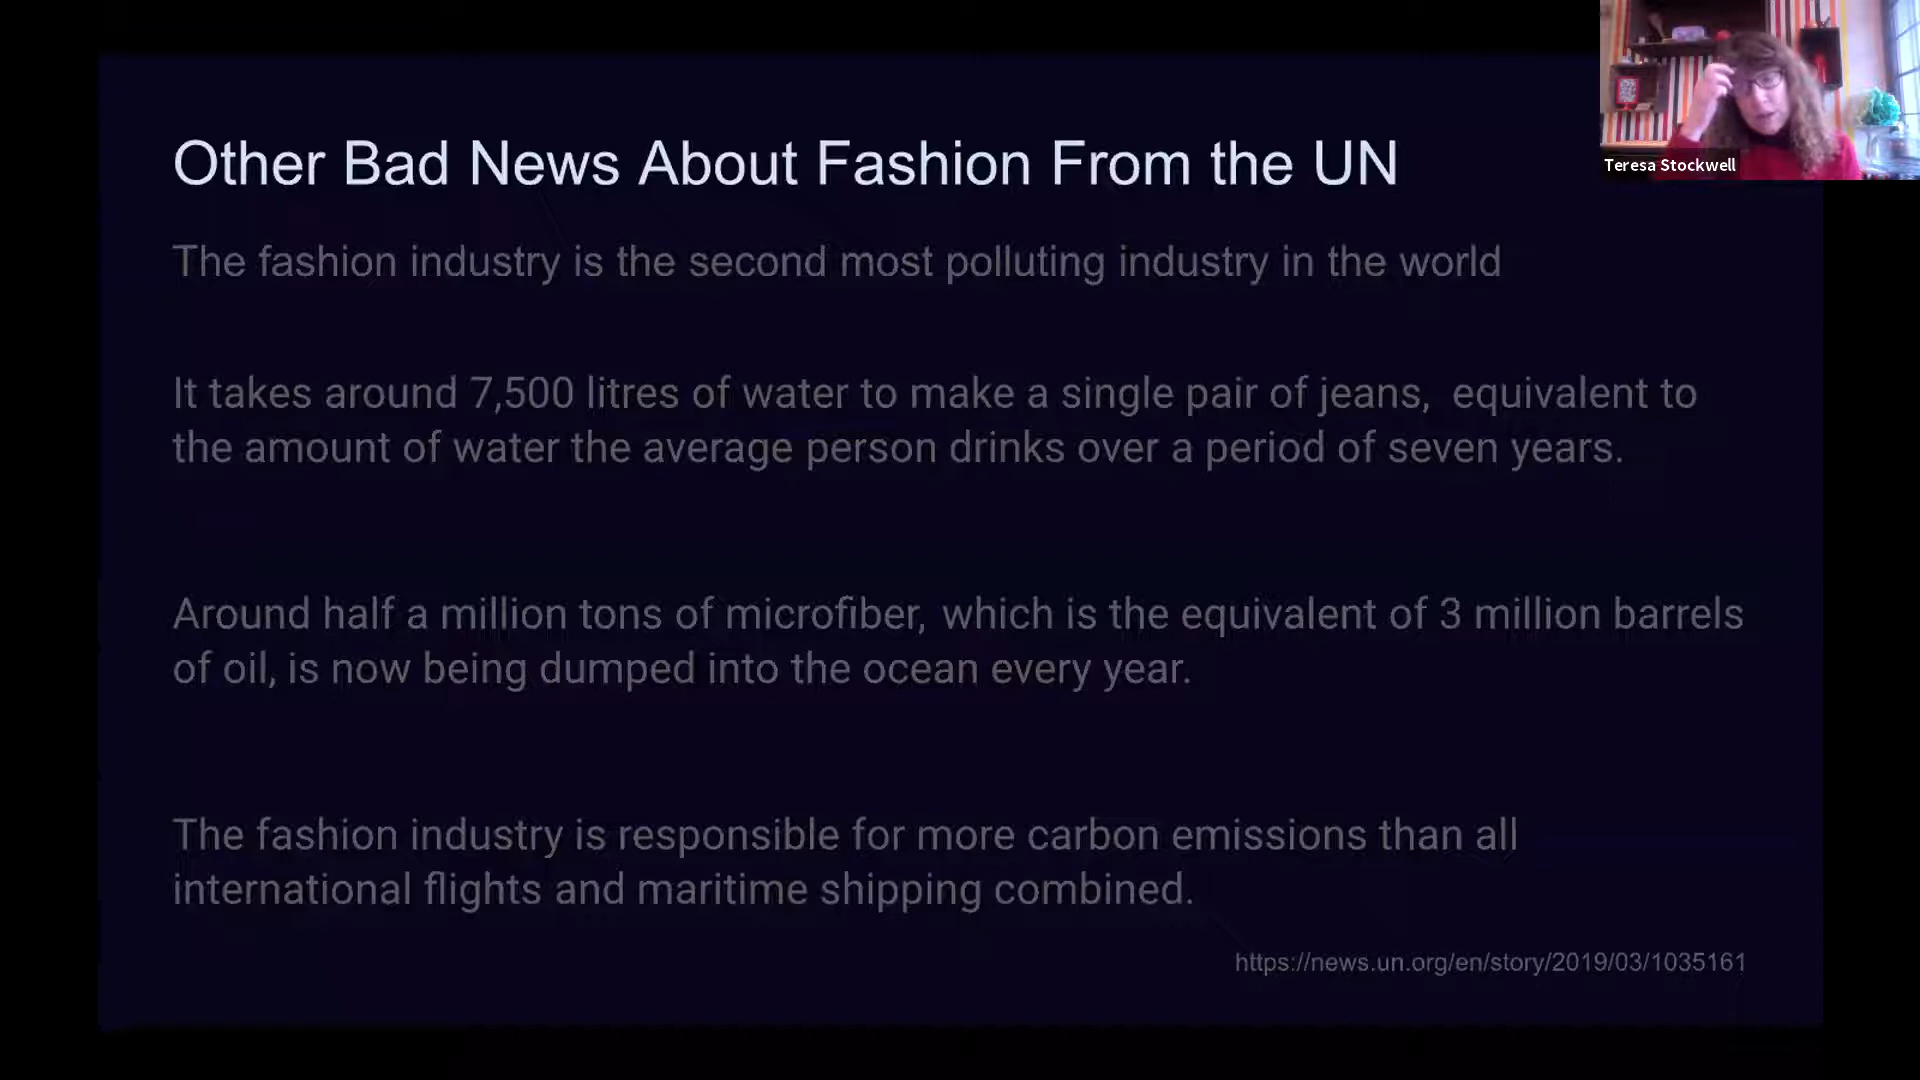 Other Bad News About Fashion From the UN
Teresa Stockwell
The fashion industry is the second most polluting industry in the world
It takes around 7,500 litres of water to make a single pair of jeans,  equivalent to
the amount of water the average person drinks over a period of seven years.
Around half a million tons of microfiber, which is the equivalent of 3 million barrels
of oil, is now being dumped into the ocean every year.
The fashion industry is responsible for more carbon emissions than all
international flights and maritime shipping combined.
https://news.un.org/en/story/2019/03/1035161